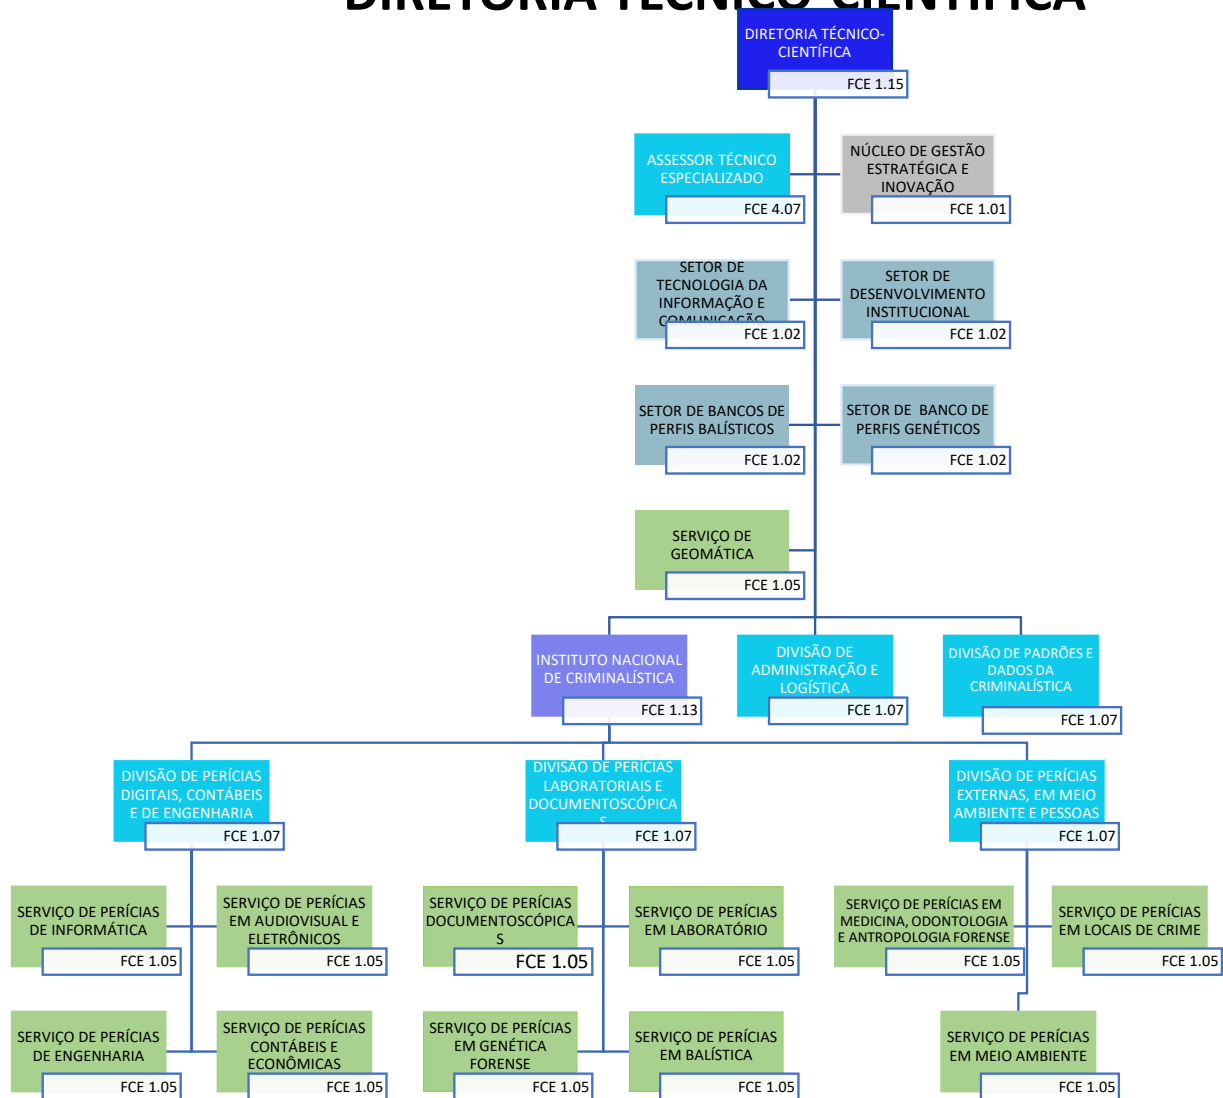 DIRETORIA TÉCNICO-CIENTÍFICA
DIRETORIA TÉCNICO-
CIENTÍFICA
FCE 1.15
ASSESSOR TÉCNICO
ESPECIALIZADO
FCE 4.07
NÚCLEO DE GESTÃO
ESTRATÉGICA E
INOVAÇÃO
FCE 1.01
SETOR DE
TECNOLOGIA DA
INFORMAÇÃO E
COMUNICAÇÃO
FCE 1.02
SETOR DE
DESENVOLVIMENTO
INSTITUCIONAL
FCE 1.02
SETOR DE BANCOS DE
PERFIS BALÍSTICOS
FCE 1.02
SETOR DE  BANCO DE
PERFIS GENÉTICOS
FCE 1.02
SERVIÇO DE
GEOMÁTICA
FCE 1.05
INSTITUTO NACIONAL
DE CRIMINALÍSTICA
FCE 1.13
DIVISÃO DE
ADMINISTRAÇÃO E
LOGÍSTICA
FCE 1.07
DIVISÃO DE PADRÕES E
DADOS DA
CRIMINALÍSTICA
FCE 1.07
DIVISÃO DE PERÍCIAS
DIGITAIS, CONTÁBEIS
E DE ENGENHARIA
FCE 1.07
DIVISÃO DE PERÍCIAS
LABORATORIAIS E
DOCUMENTOSCÓPICA
S
FCE 1.07
DIVISÃO DE PERÍCIAS
EXTERNAS, EM MEIO
AMBIENTE E PESSOAS
FCE 1.07
SERVIÇO DE PERÍCIAS
DE INFORMÁTICA
FCE 1.05
SERVIÇO DE PERÍCIAS
EM AUDIOVISUAL E
ELETRÔNICOS
FCE 1.05
SERVIÇO DE PERÍCIAS
DOCUMENTOSCÓPICA
S
FCE 1.05
SERVIÇO DE PERÍCIAS
EM LABORATÓRIO
FCE 1.05
SERVIÇO DE PERÍCIAS EM
MEDICINA, ODONTOLOGIA
E ANTROPOLOGIA FORENSE
FCE 1.05
SERVIÇO DE PERÍCIAS
EM LOCAIS DE CRIME
FCE 1.05
SERVIÇO DE PERÍCIAS
DE ENGENHARIA
FCE 1.05
SERVIÇO DE PERÍCIAS
CONTÁBEIS E
ECONÔMICAS
FCE 1.05
SERVIÇO DE PERÍCIAS
EM GENÉTICA
FORENSE
FCE 1.05
SERVIÇO DE PERÍCIAS
EM BALÍSTICA
FCE 1.05
SERVIÇO DE PERÍCIAS
EM MEIO AMBIENTE
FCE 1.05